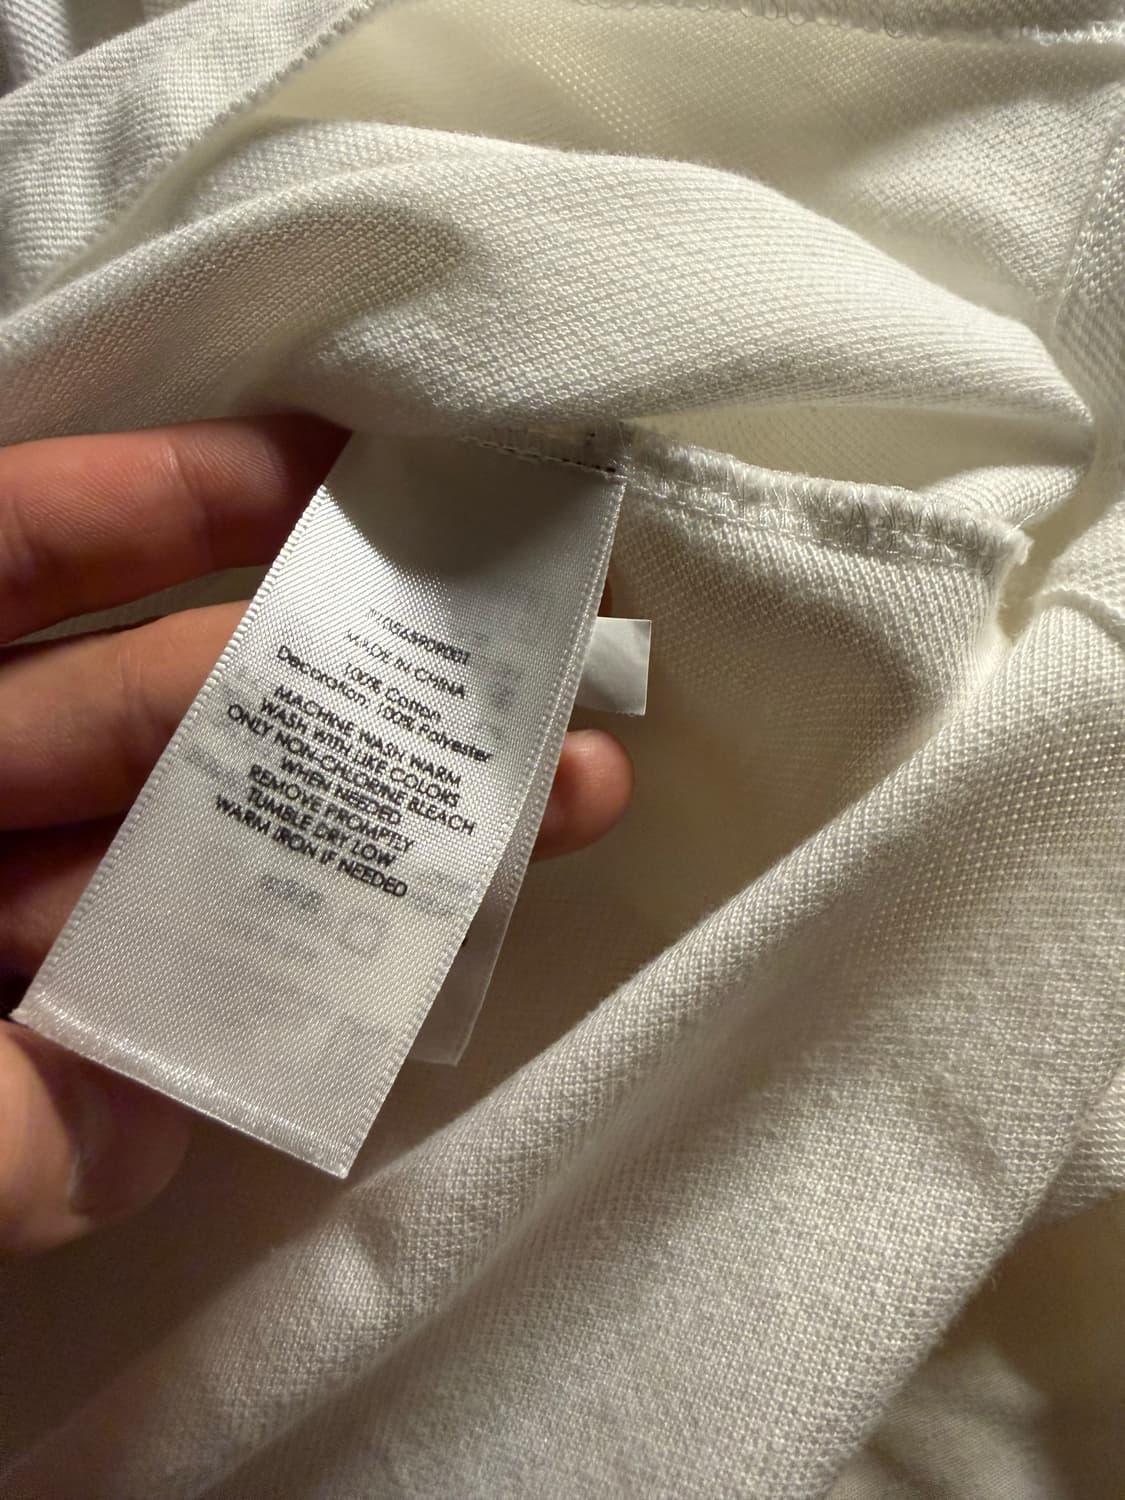 MADE IN CHINA
100% Cotton
Decoration: 100% Polyester
MACHINE WASH WARM
WASH WITH LIKE COLORS
ONLY NON-CHLORINE BLEACH
WHEN NEEDED
REMOVE PROMPTLY
TUMBLE DRY LOW
WARM IRON IF NEEDED